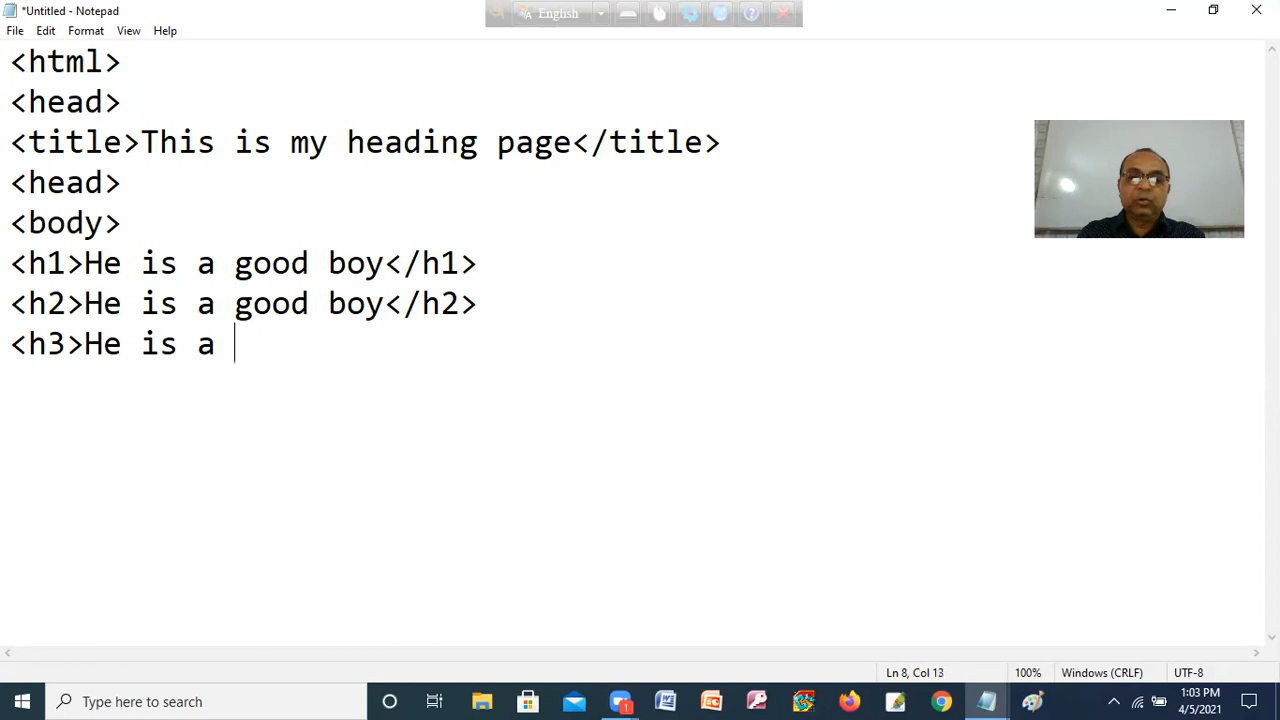 *Untitled - Notepad
English
File Edit Format View Help
<html>
<head>
<title>This is my heading page</title>
<head>
<body>
<h1>He is a good boy</h1>
<h2>He is a good boy</h2>
<h3>He is a
Ln 8, Col 13 100% Windows (CRLF) UTF-8
Type here to search
1
1:03 PM
4/5/2021